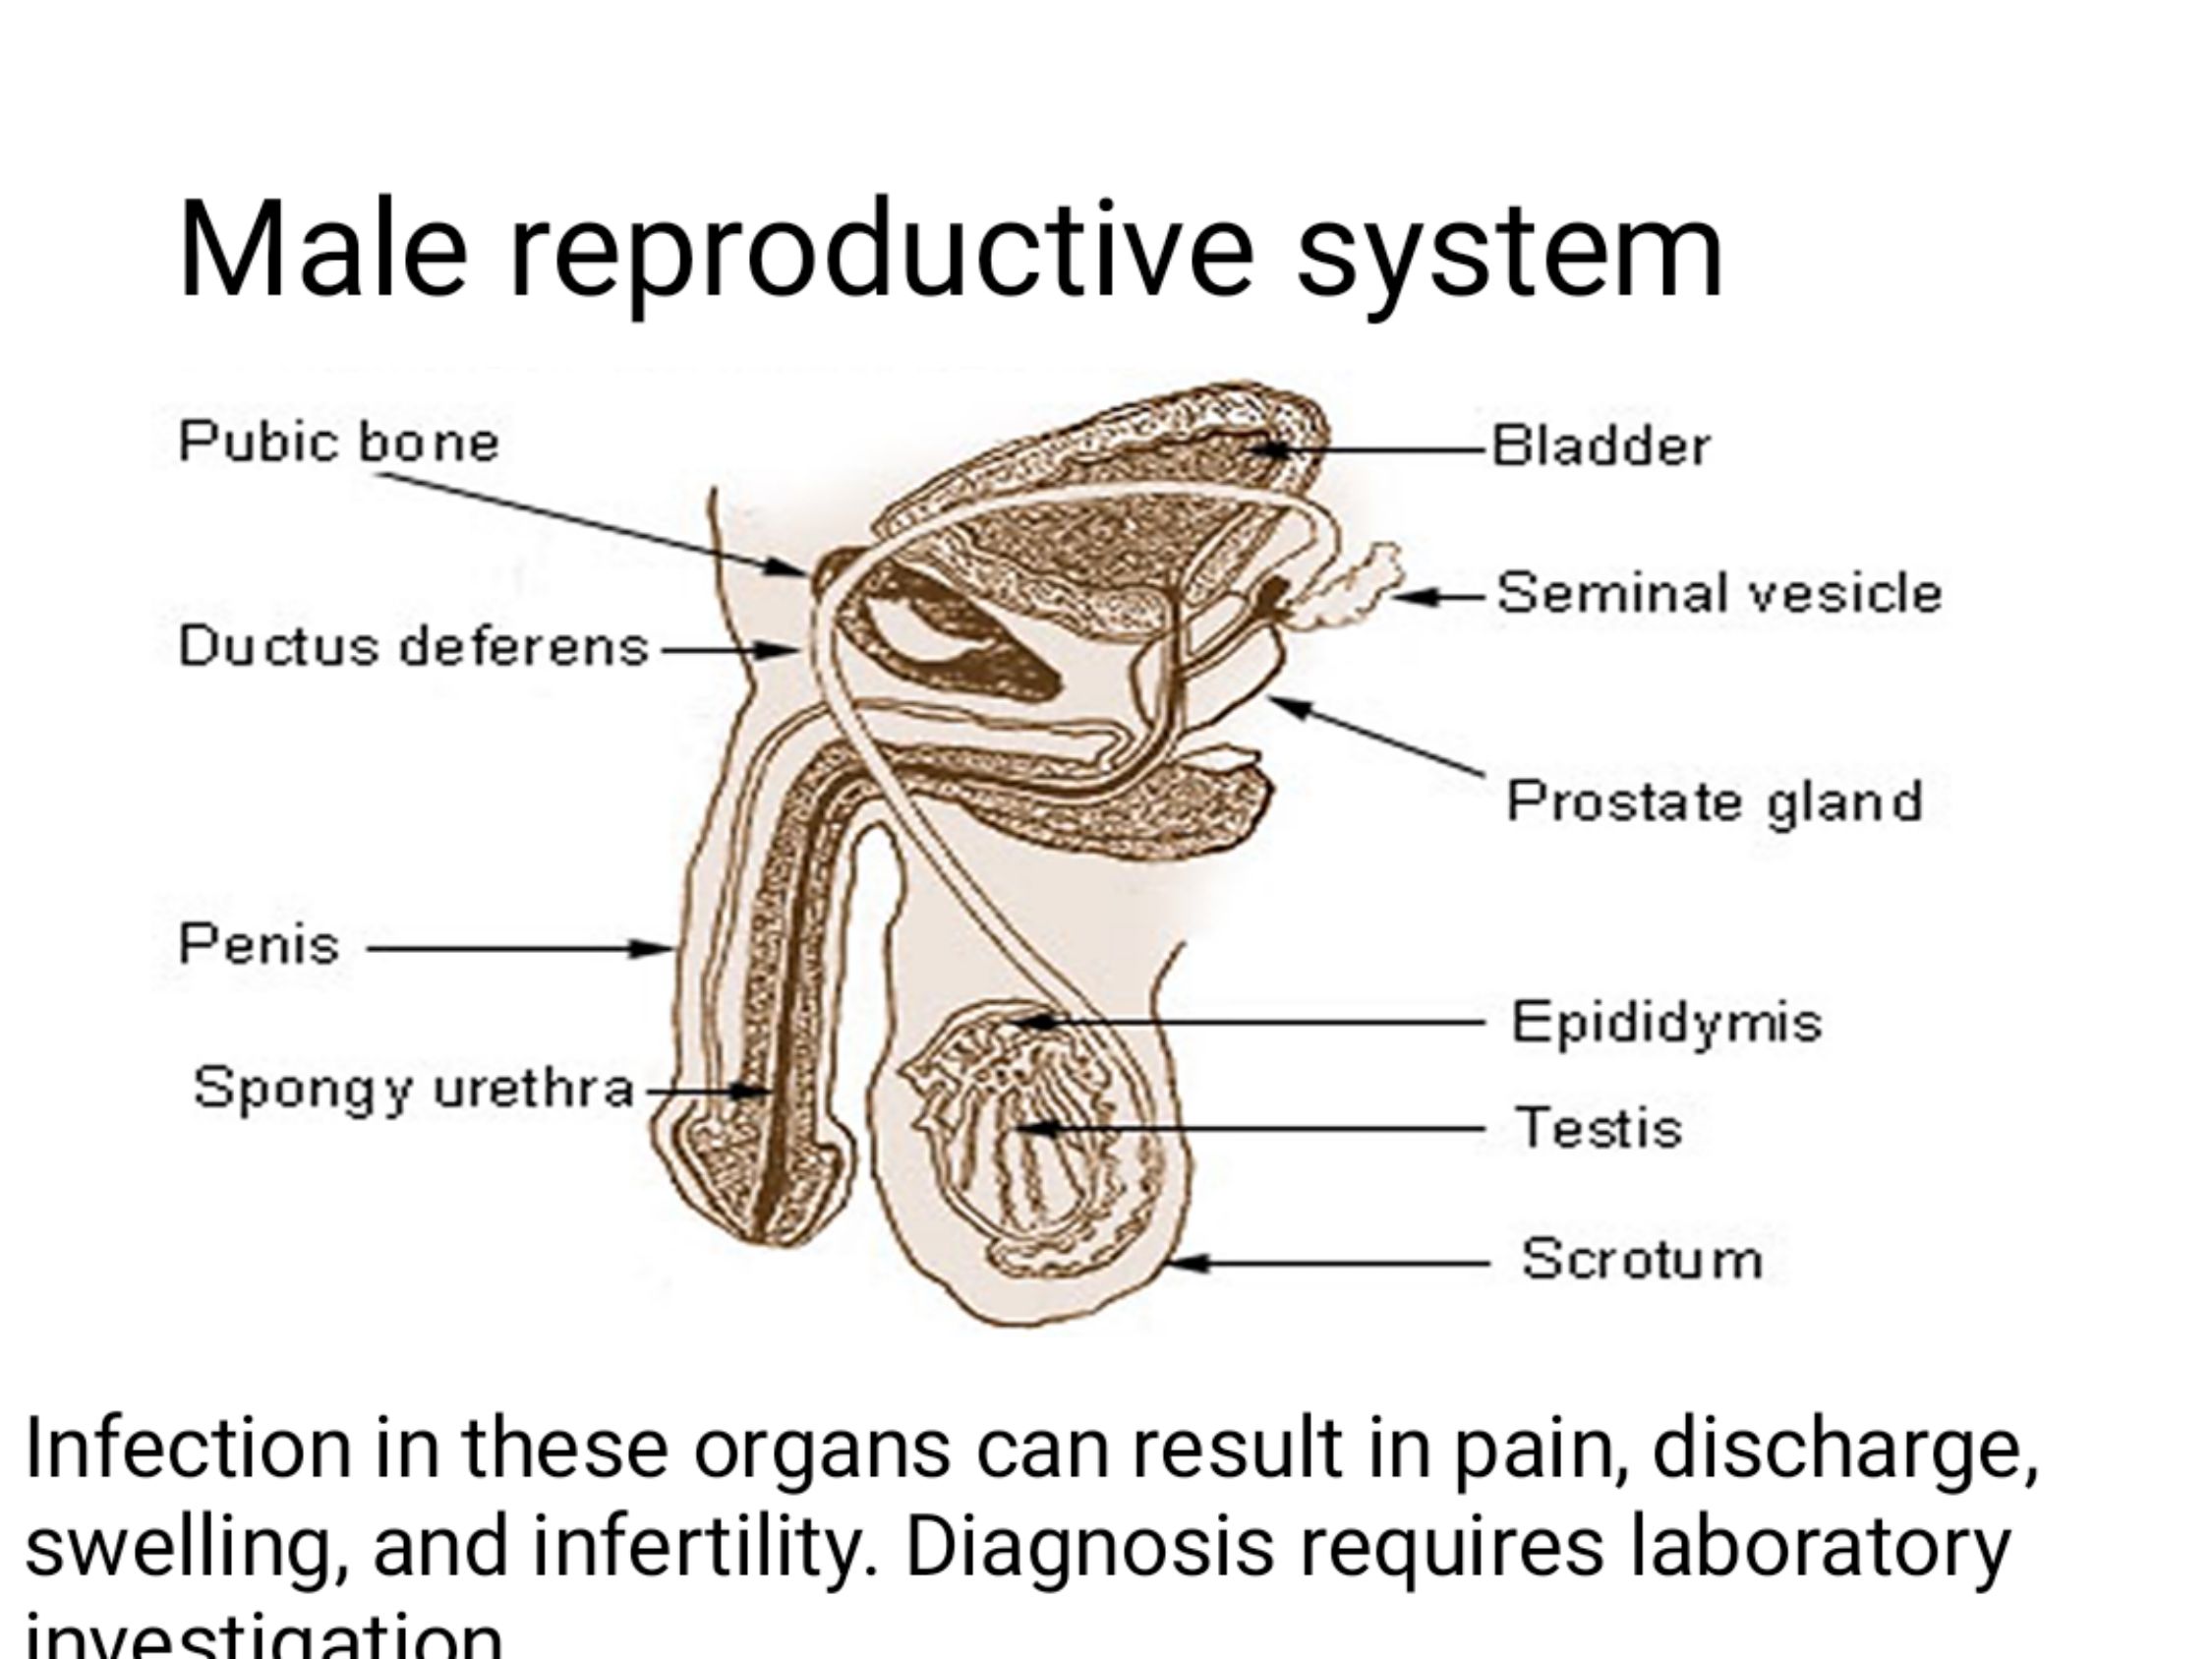 Male reproductive system
Pubic bone
Bladder
Seminal vesicle
Ductus deferens
Prostate gland
Penis
Epididymis
Spongy urethra
Testis
Scrotum
Infection in these organs can result in pain, discharge,
swelling, and infertility. Diagnosis requires laboratory
investigation